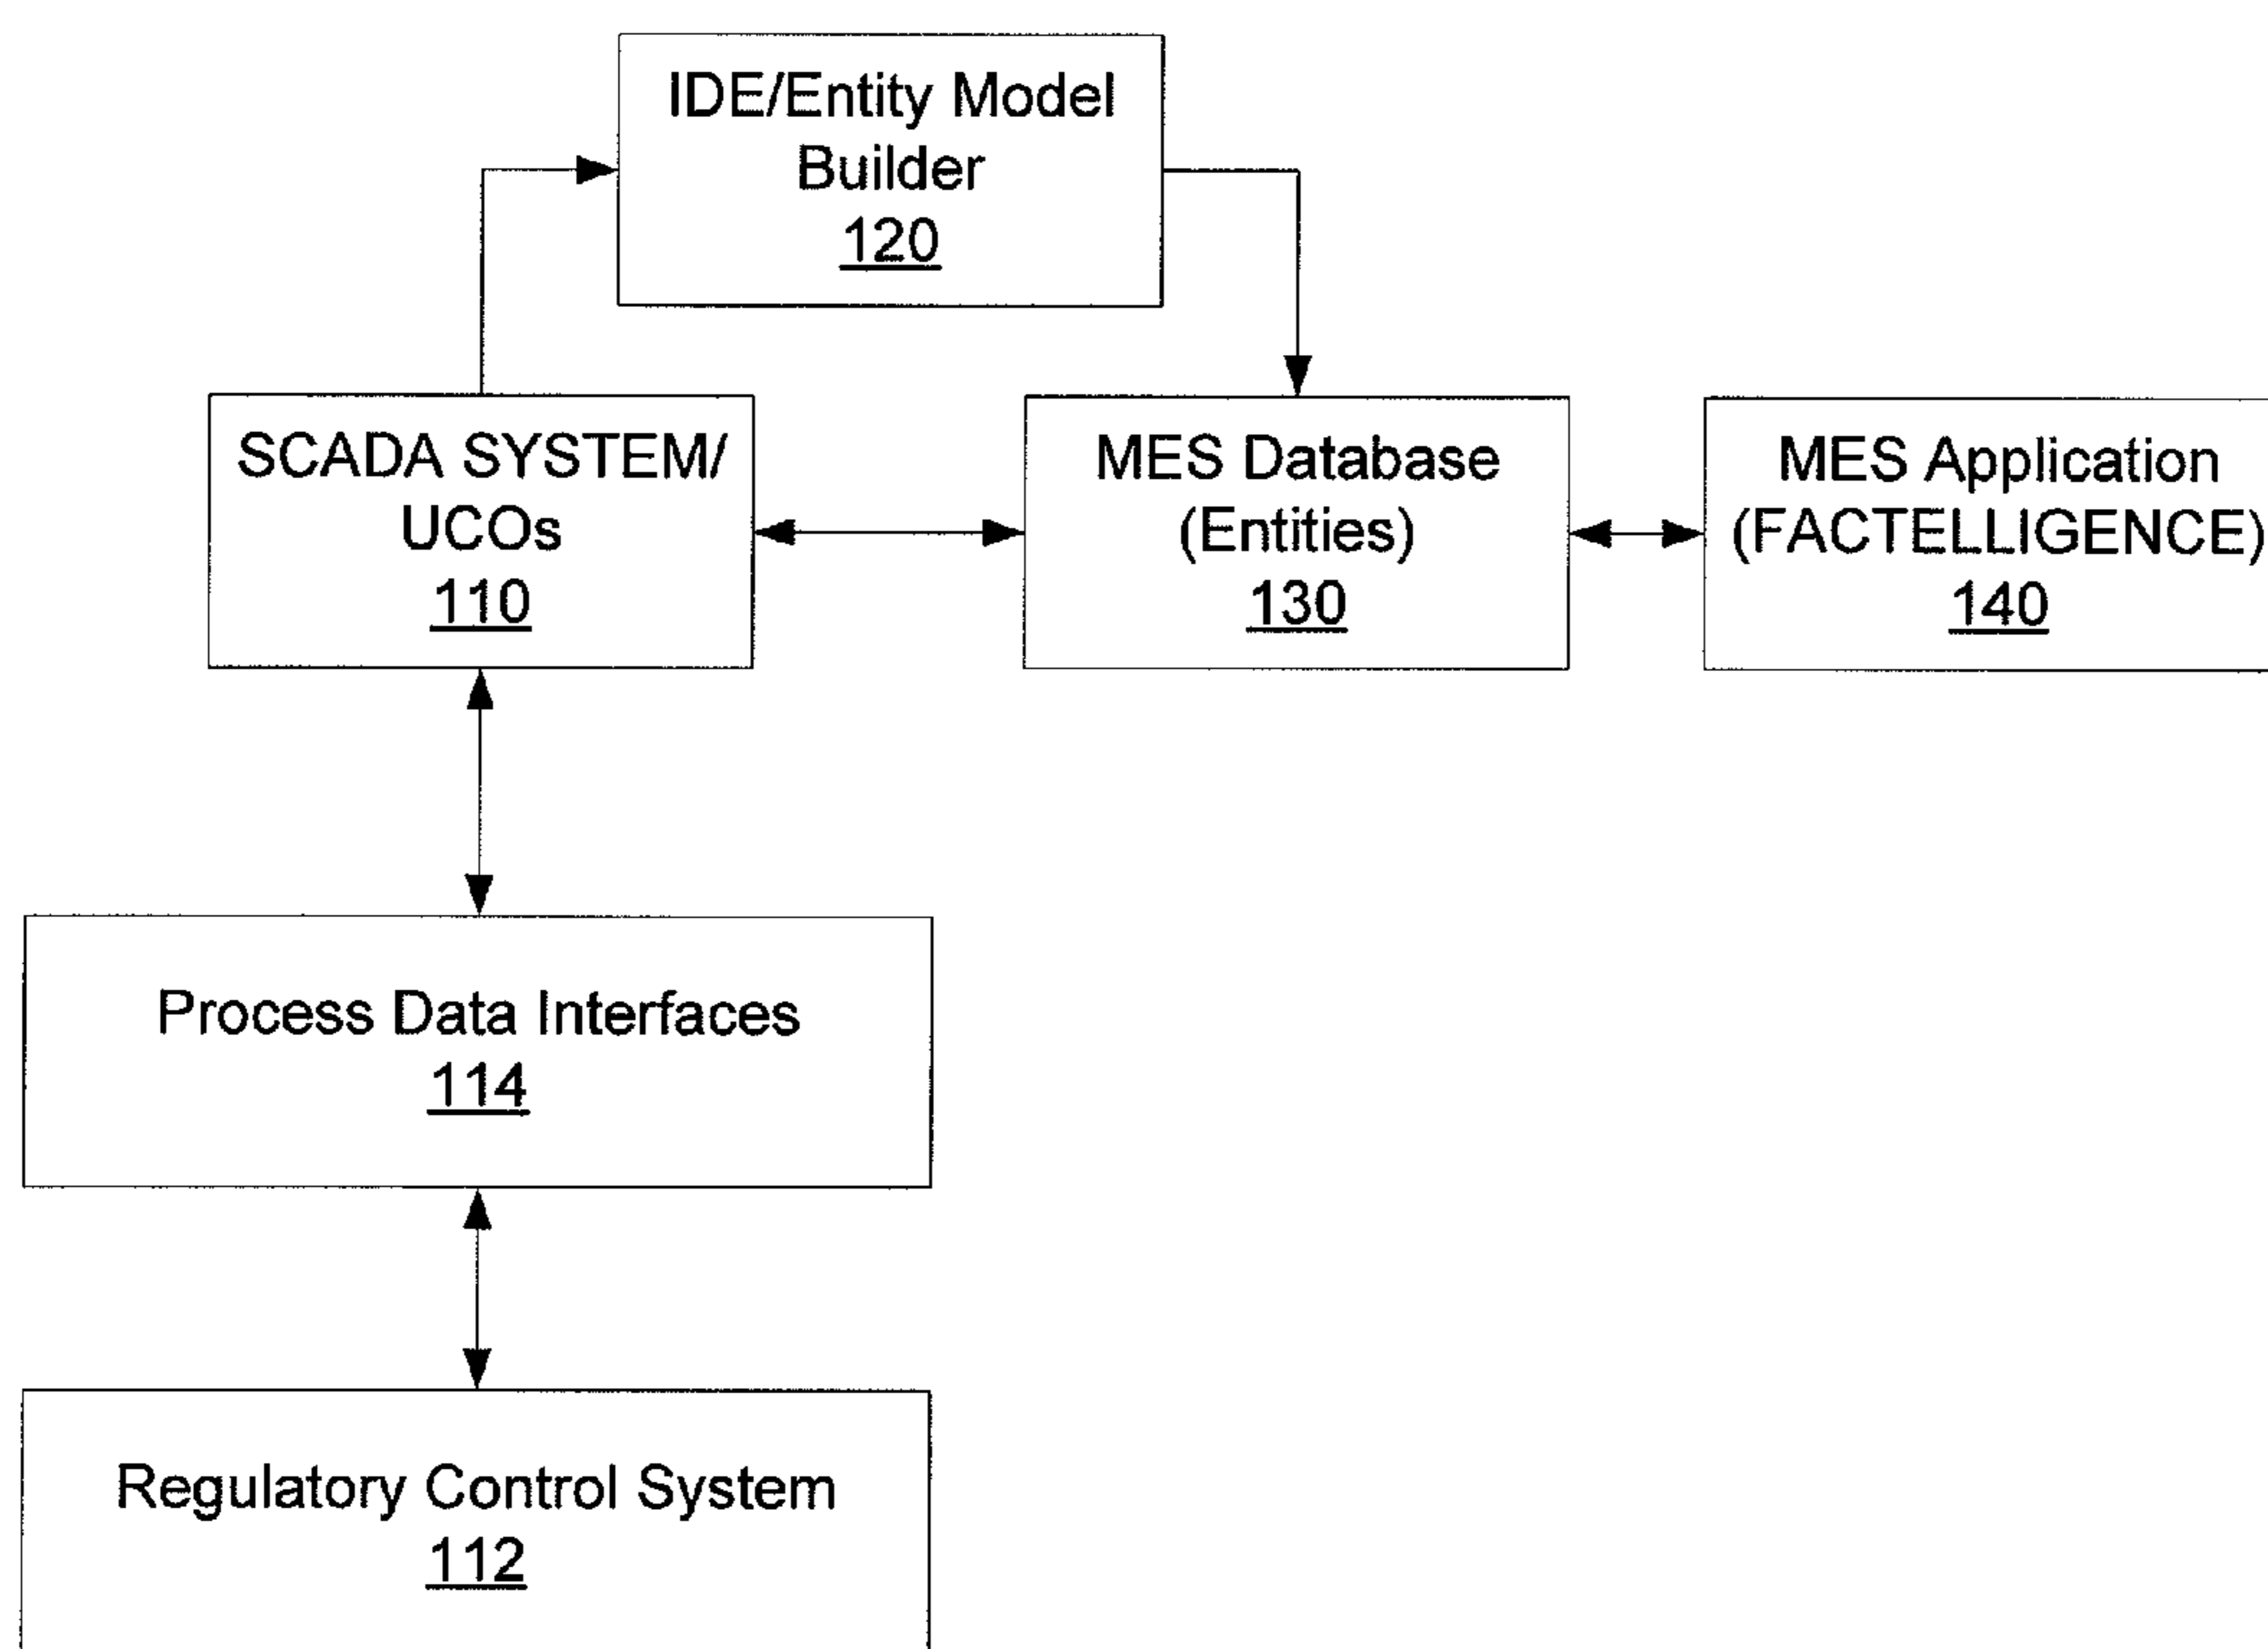 IDE/Entity Model
Builder
120
SCADA SYSTEM/
UCOs
110
MES Database
(Entities)
130
MES Application
(FACTELLIGENCE)
140
Process Data Interfaces
114
Regulatory Control System
112